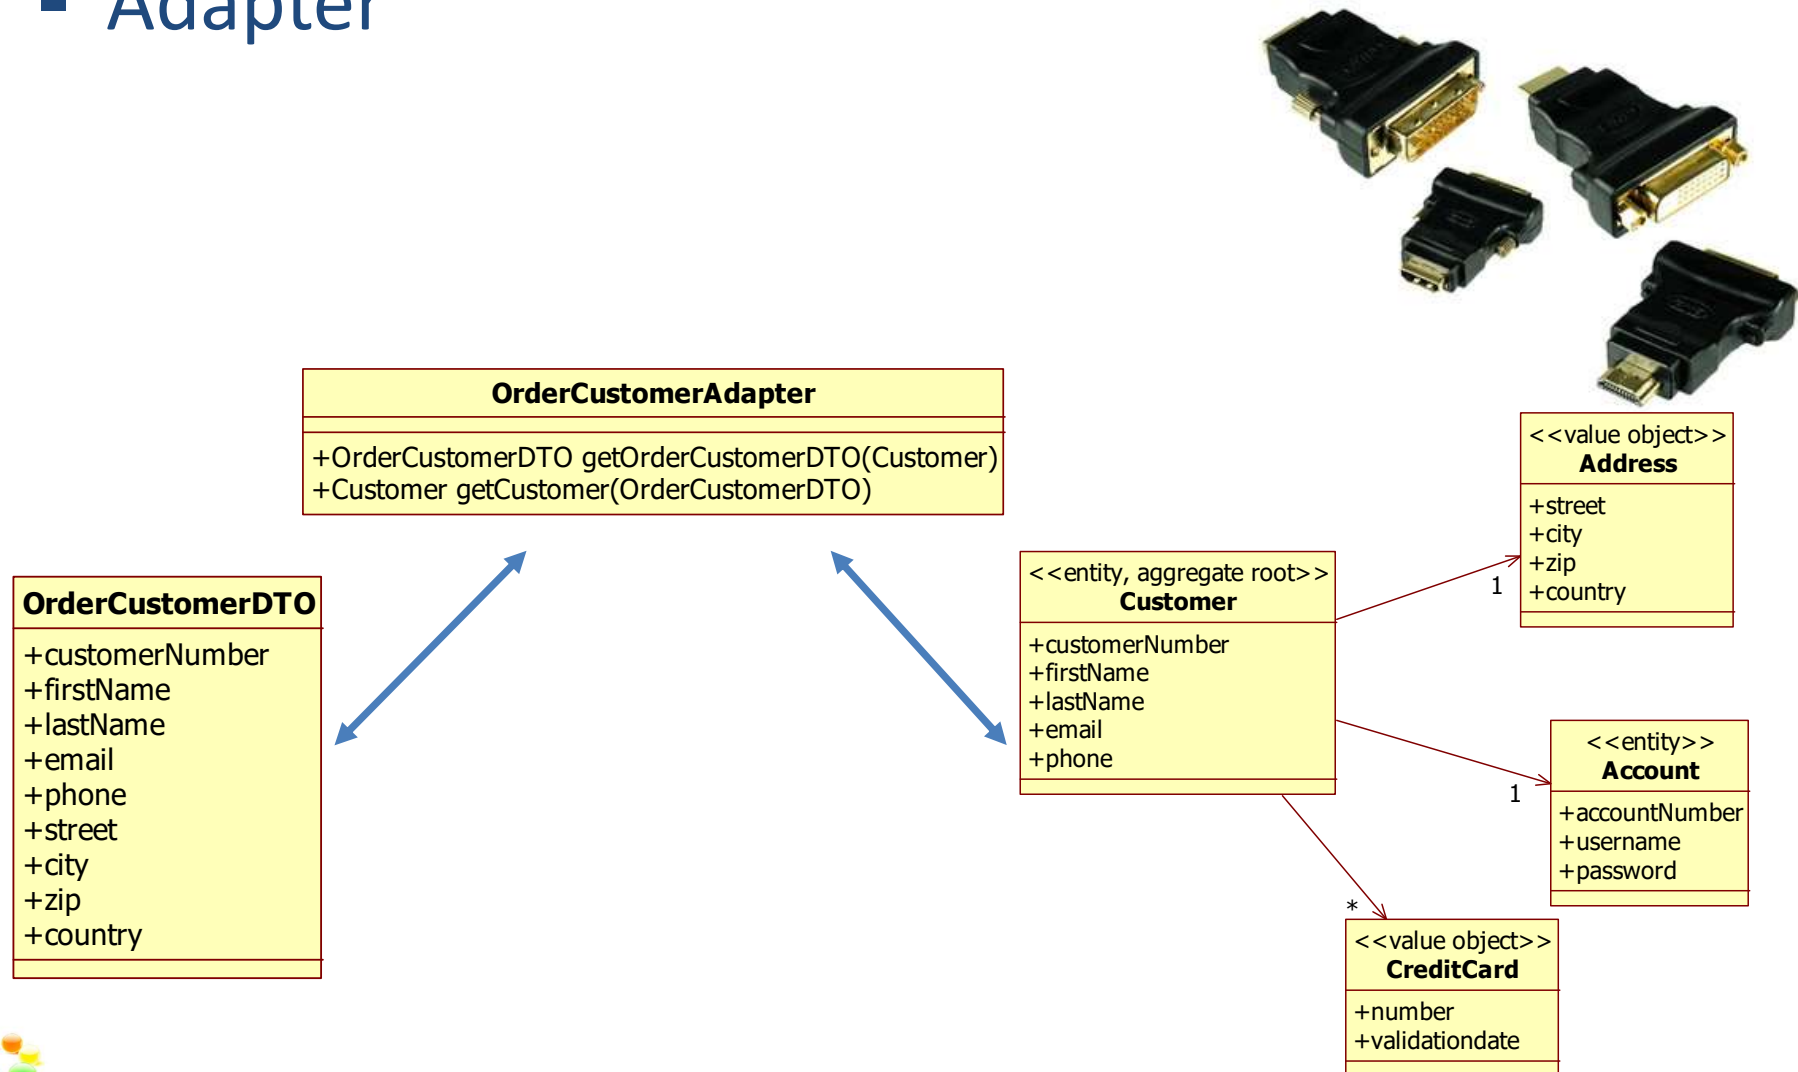 ▪ Adapter
OrderCustomerAdapter
+OrderCustomerDTO getOrderCustomerDTO(Customer)
+Customer getCustomer(OrderCustomerDTO)
OrderCustomerDTO
+customerNumber
+firstName
+lastName
+email
+phone
+street
+city
+zip
+country
<<entity, aggregate root>>
Customer
+customerNumber
+firstName
+lastName
+email
+phone
<<value object>>
Address
+street
+city
+zip
+country
1
<<entity>>
Account
+accountNumber
+username
+password
1
*
<<value object>>
CreditCard
+number
+validationdate